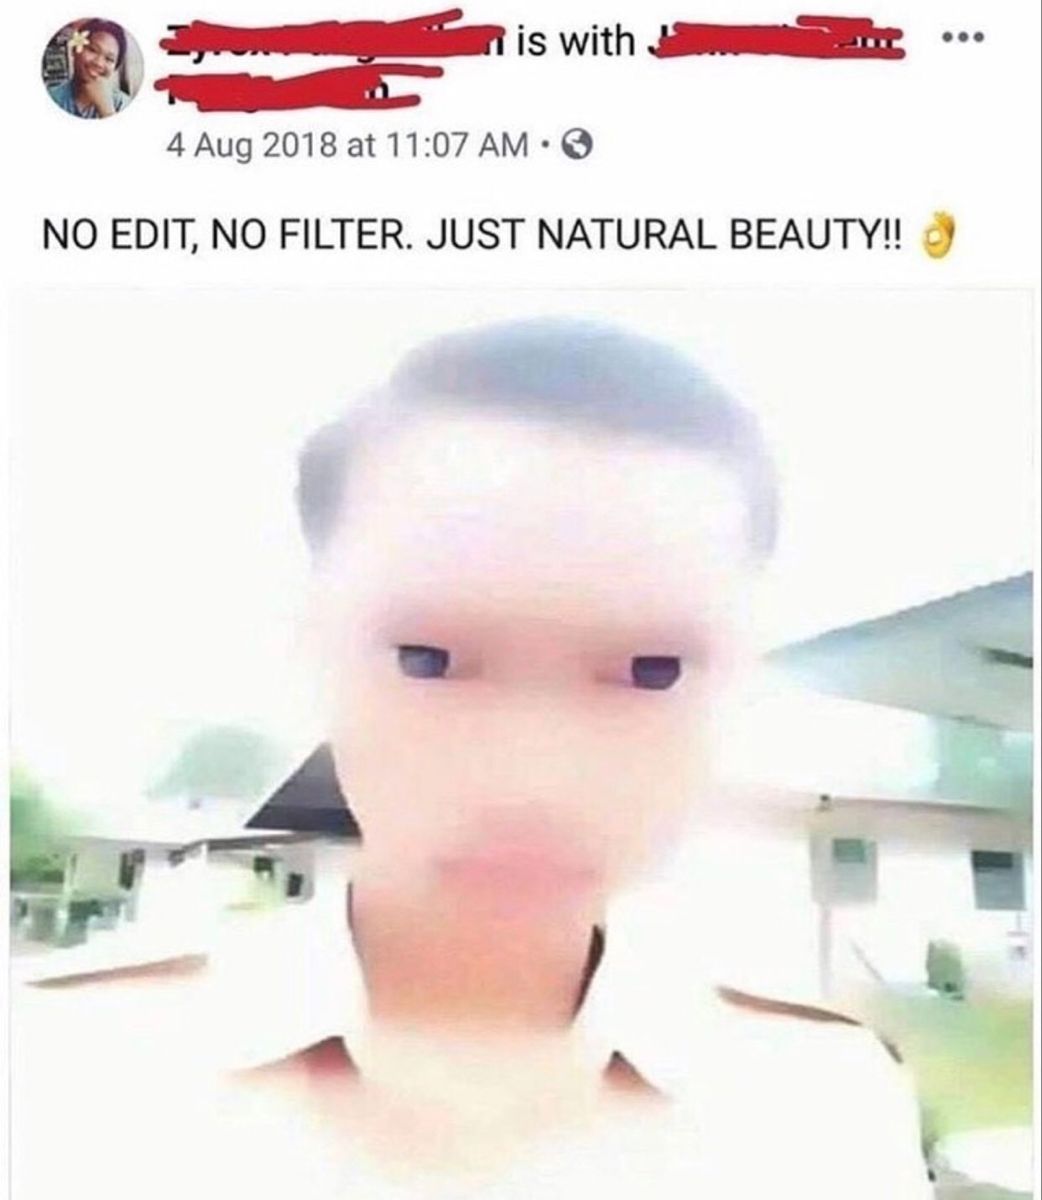 is with
4 Aug 2018 at 11:07 AM
NO EDIT, NO FILTER. JUST NATURAL BEAUTY!! 👌